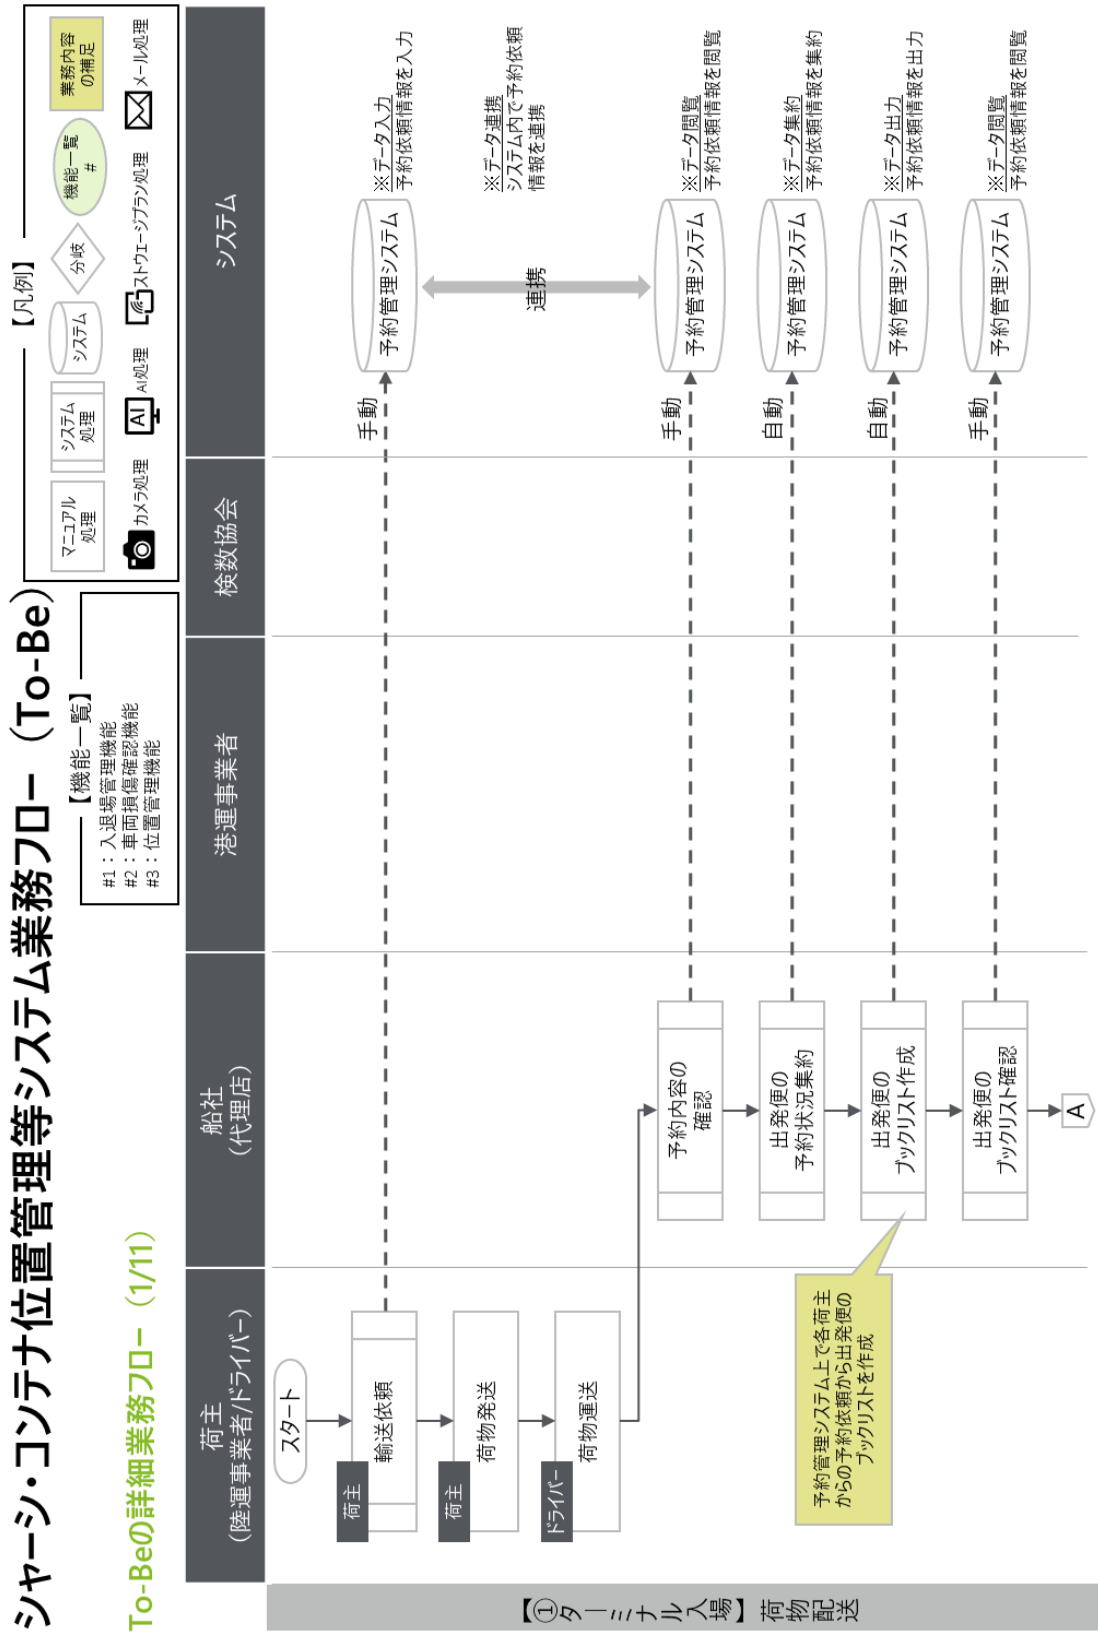 シャーシ・コンテナ位置管理等システム業務フロー（To-Be）
To-Beの詳細業務フロー（1/11）
【機能一覧】
#1：入退場管理機能
#2：車両損傷確認機能
#3：位置管理機能
【凡例】
マニュアル
処理
システム
処理
システム
分岐
機能一覧
#
業務内容
の補足
カメラ処理
AI
AI処理
ストウェージプラン処理
メール処理
荷主
（陸運事業者/ドライバー）
船社
（代理店）
港運事業者
検数協会
システム
【①ターミナル入場】荷物配送
スタート
荷主
輸送依頼
手動
予約管理システム
※データ入力
予約依頼情報を入力
荷主
荷物発送
連携
※データ連携
システム内で予約依頼
情報を連携
ドライバー
荷物運送
予約内容の
確認
手動
予約管理システム
※データ閲覧
予約依頼情報を閲覧
出発便の
予約状況集約
自動
予約管理システム
※データ集約
予約依頼情報を集約
予約管理システム上で各荷主
からの予約依頼から出発便の
ブックリストを作成
出発便の
ブックリスト作成
自動
予約管理システム
※データ出力
予約依頼情報を出力
出発便の
ブックリスト確認
手動
予約管理システム
※データ閲覧
予約依頼情報を閲覧
A